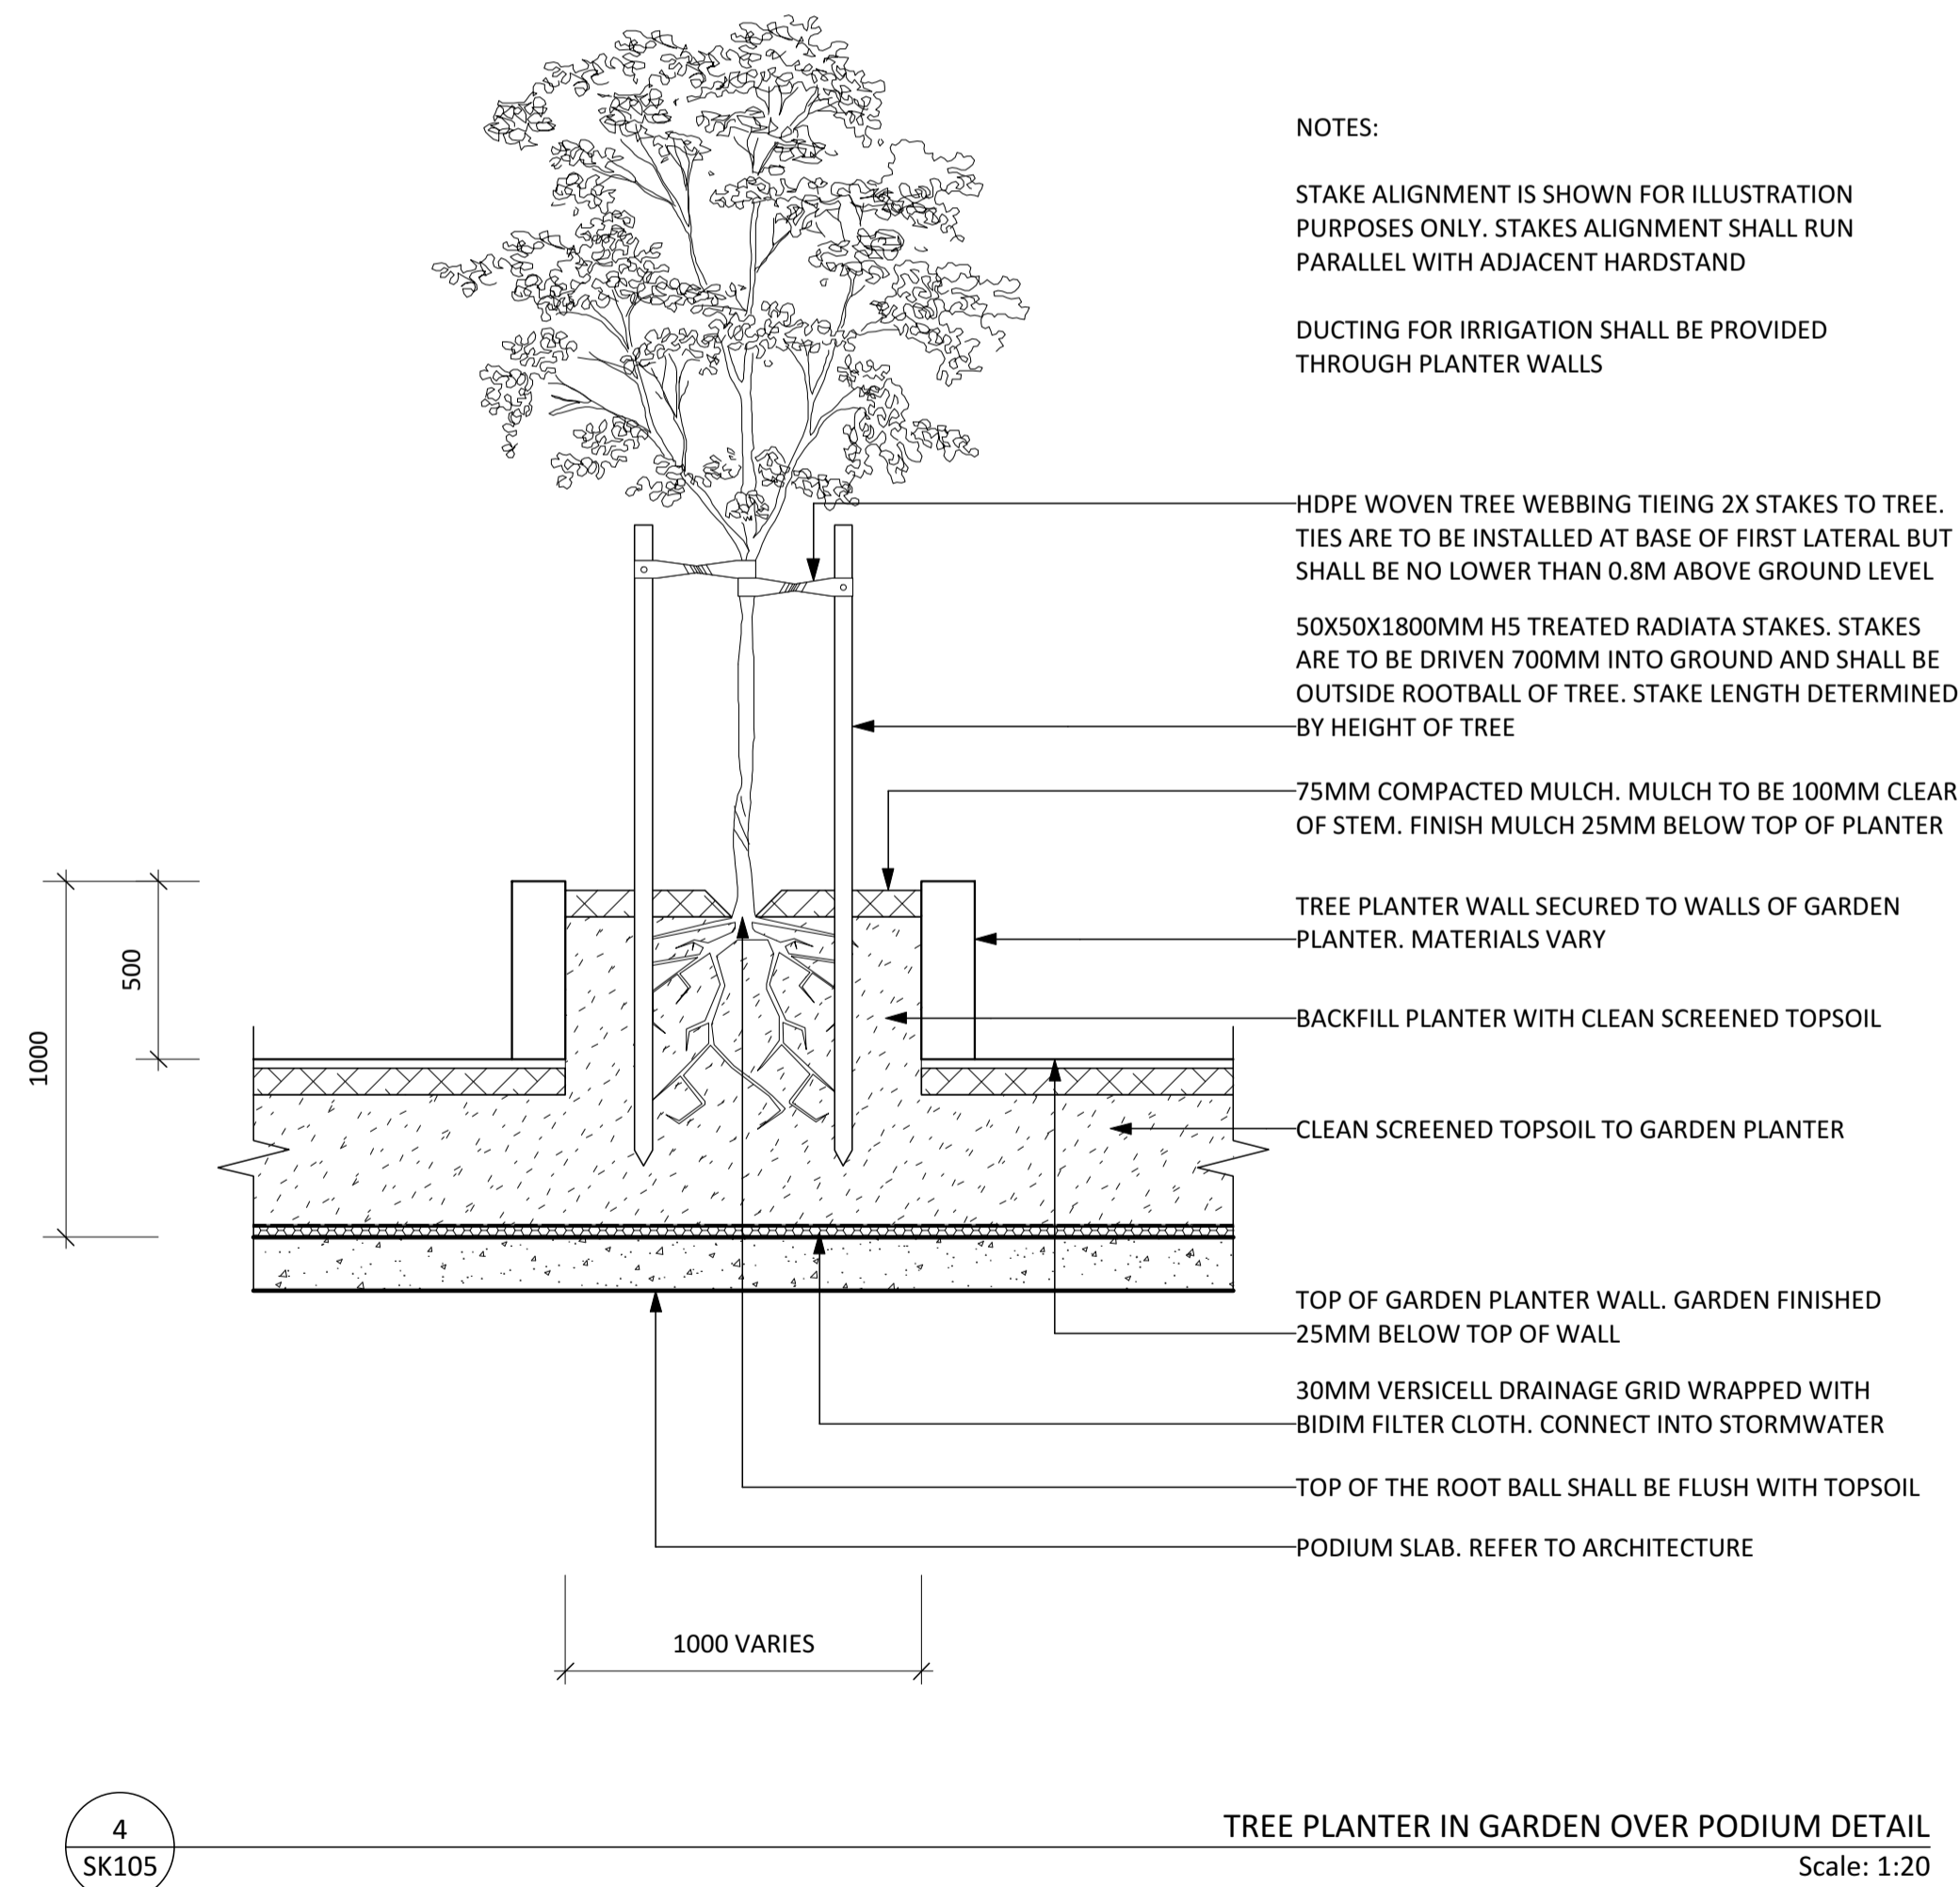 NOTES:
STAKE ALIGNMENT IS SHOWN FOR ILLUSTRATION
PURPOSES ONLY. STAKES ALIGNMENT SHALL RUN
PARALLEL WITH ADJACENT HARDSTAND
DUCTING FOR IRRIGATION SHALL BE PROVIDED
THROUGH PLANTER WALLS
HDPE WOVEN TREE WEBBING TIEING 2X STAKES TO TREE.
TIES ARE TO BE INSTALLED AT BASE OF FIRST LATERAL BUT
SHALL BE NO LOWER THAN 0.8M ABOVE GROUND LEVEL
50X50X1800MM H5 TREATED RADIATA STAKES. STAKES
ARE TO BE DRIVEN 700MM INTO GROUND AND SHALL BE
OUTSIDE ROOTBALL OF TREE. STAKE LENGTH DETERMINED
BY HEIGHT OF TREE
75MM COMPACTED MULCH. MULCH TO BE 100MM CLEAR
OF STEM. FINISH MULCH 25MM BELOW TOP OF PLANTER
TREE PLANTER WALL SECURED TO WALLS OF GARDEN
PLANTER. MATERIALS VARY
BACKFILL PLANTER WITH CLEAN SCREENED TOPSOIL
CLEAN SCREENED TOPSOIL TO GARDEN PLANTER
TOP OF GARDEN PLANTER WALL. GARDEN FINISHED
25MM BELOW TOP OF WALL
30MM VERSICELL DRAINAGE GRID WRAPPED WITH
BIDIM FILTER CLOTH. CONNECT INTO STORMWATER
TOP OF THE ROOT BALL SHALL BE FLUSH WITH TOPSOIL
PODIUM SLAB. REFER TO ARCHITECTURE
500
1000
1000 VARIES
4
SK105
TREE PLANTER IN GARDEN OVER PODIUM DETAIL
Scale: 1:20